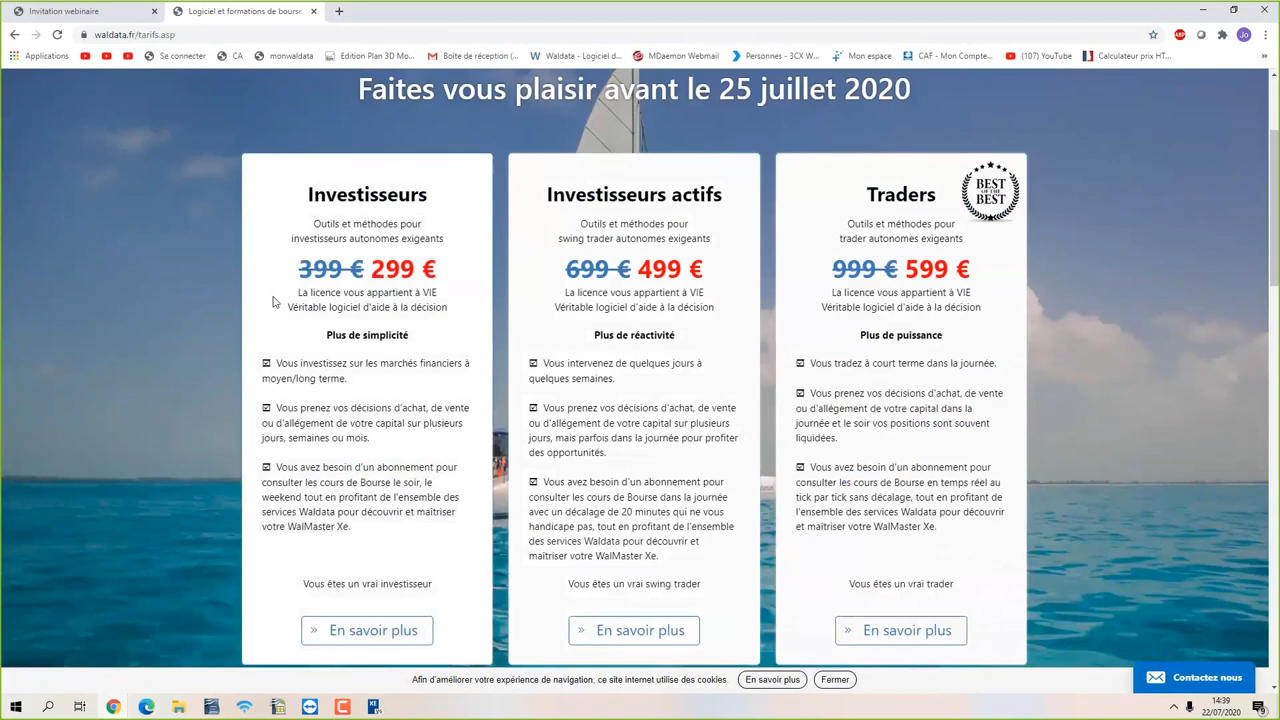 Invitation webinaire
Logiciel et formations de bourse
waldata.fr/tarifs.asp
ABP
Jo
Applications
Se connecter
CA
monwaldata
Edition Plan 3D Mo...
Boîte de réception (...
Waldata - Logiciel d...
MDaemon Webmail
Personnes - 3CX W...
Mon espace
CAF - Mon Compte...
(107) YouTube
Calculateur prix HT...
Faites vous plaisir avant le 25 juillet 2020
Investisseurs
Outils et méthodes pour
investisseurs autonomes exigeants
399 € 299 €
La licence vous appartient à VIE
Véritable logiciel d'aide à la décision
Plus de simplicité
Vous investissez sur les marchés financiers à
moyen/long terme.
Vous prenez vos décisions d'achat, de vente
ou d'allégement de votre capital sur plusieurs
jours, semaines ou mois.
Vous avez besoin d'un abonnement pour
consulter les cours de Bourse le soir, le
weekend tout en profitant de l'ensemble des
services Waldata pour découvrir et maîtriser
votre WalMaster Xe.
Vous êtes un vrai investisseur
» En savoir plus
Investisseurs actifs
Outils et méthodes pour
swing trader autonomes exigeants
699 € 499 €
La licence vous appartient à VIE
Véritable logiciel d'aide à la décision
Plus de réactivité
Vous intervenez de quelques jours à
quelques semaines.
Vous prenez vos décisions d'achat, de vente
ou d'allégement de votre capital sur plusieurs
jours, mais parfois dans la journée pour profiter
des opportunités.
Vous avez besoin d'un abonnement pour
consulter les cours de Bourse dans la journée
avec un décalage de 20 minutes qui ne vous
handicape pas, tout en profitant de l'ensemble
des services Waldata pour découvrir et
maîtriser votre WalMaster Xe.
Vous êtes un vrai swing trader
» En savoir plus
Traders
BEST
OF THE
BEST
Outils et méthodes pour
trader autonomes exigeants
999 € 599 €
La licence vous appartient à VIE
Véritable logiciel d'aide à la décision
Plus de puissance
Vous tradez à court terme dans la journée.
Vous prenez vos décisions d'achat, de vente
ou d'allégement de votre capital dans la
journée et le soir vos positions sont souvent
liquidées.
Vous avez besoin d'un abonnement pour
consulter les cours de Bourse en temps réel au
tick par tick sans décalage, tout en profitant de
l'ensemble des services Waldata pour découvrir
et maîtriser votre WalMaster Xe.
Vous êtes un vrai trader
» En savoir plus
Afin d'améliorer votre expérience de navigation, ce site internet utilise des cookies.
En savoir plus
Fermer
Contactez nous
14:39
22/07/2020